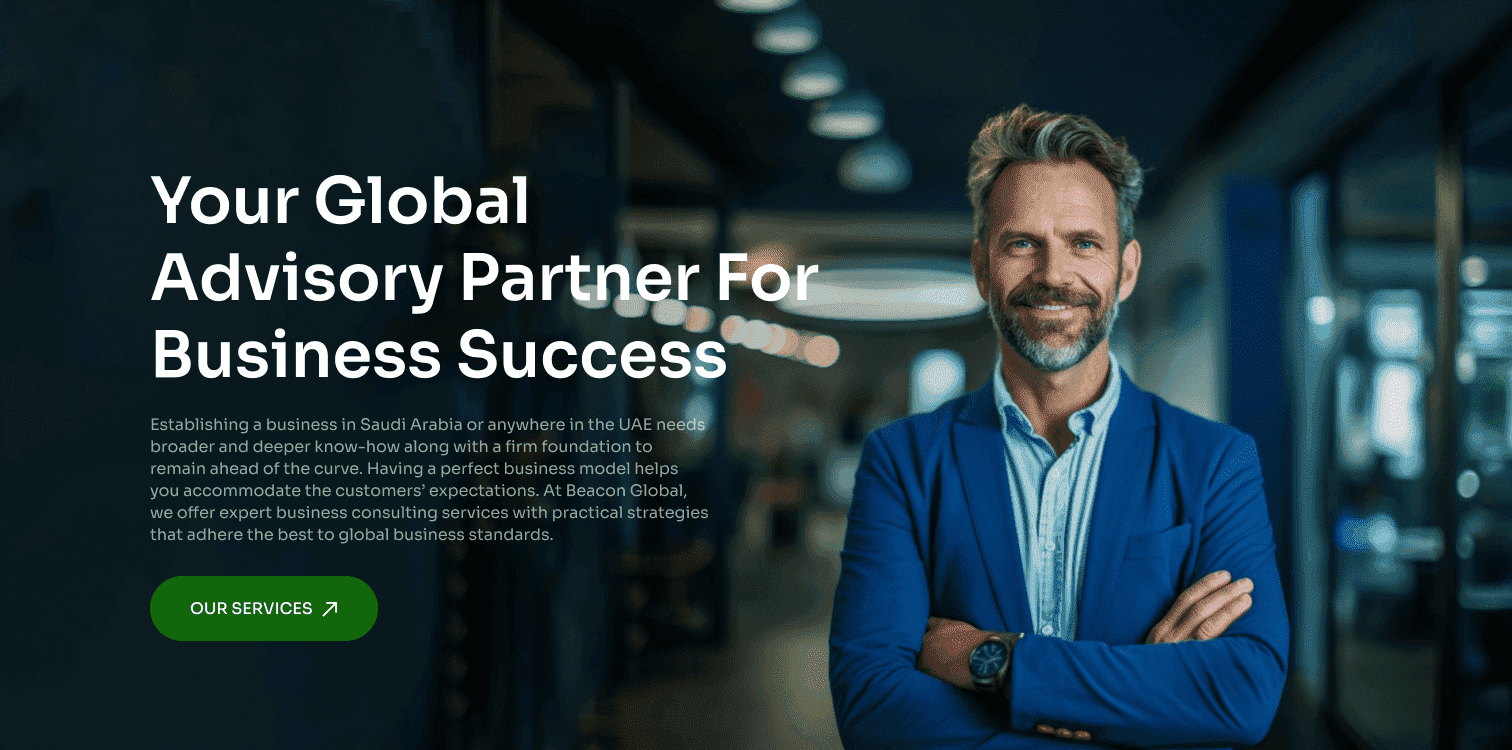 Your Global
Advisory Partner For
Business Success
Establishing a business in Saudi Arabia or anywhere in the UAE needs
broader and deeper know-how along with a firm foundation to
remain ahead of the curve. Having a perfect business model helps
you accommodate the customers’ expectations. At Beacon Global,
we offer expert business consulting services with practical strategies
that adhere the best to global business standards.
OUR SERVICES